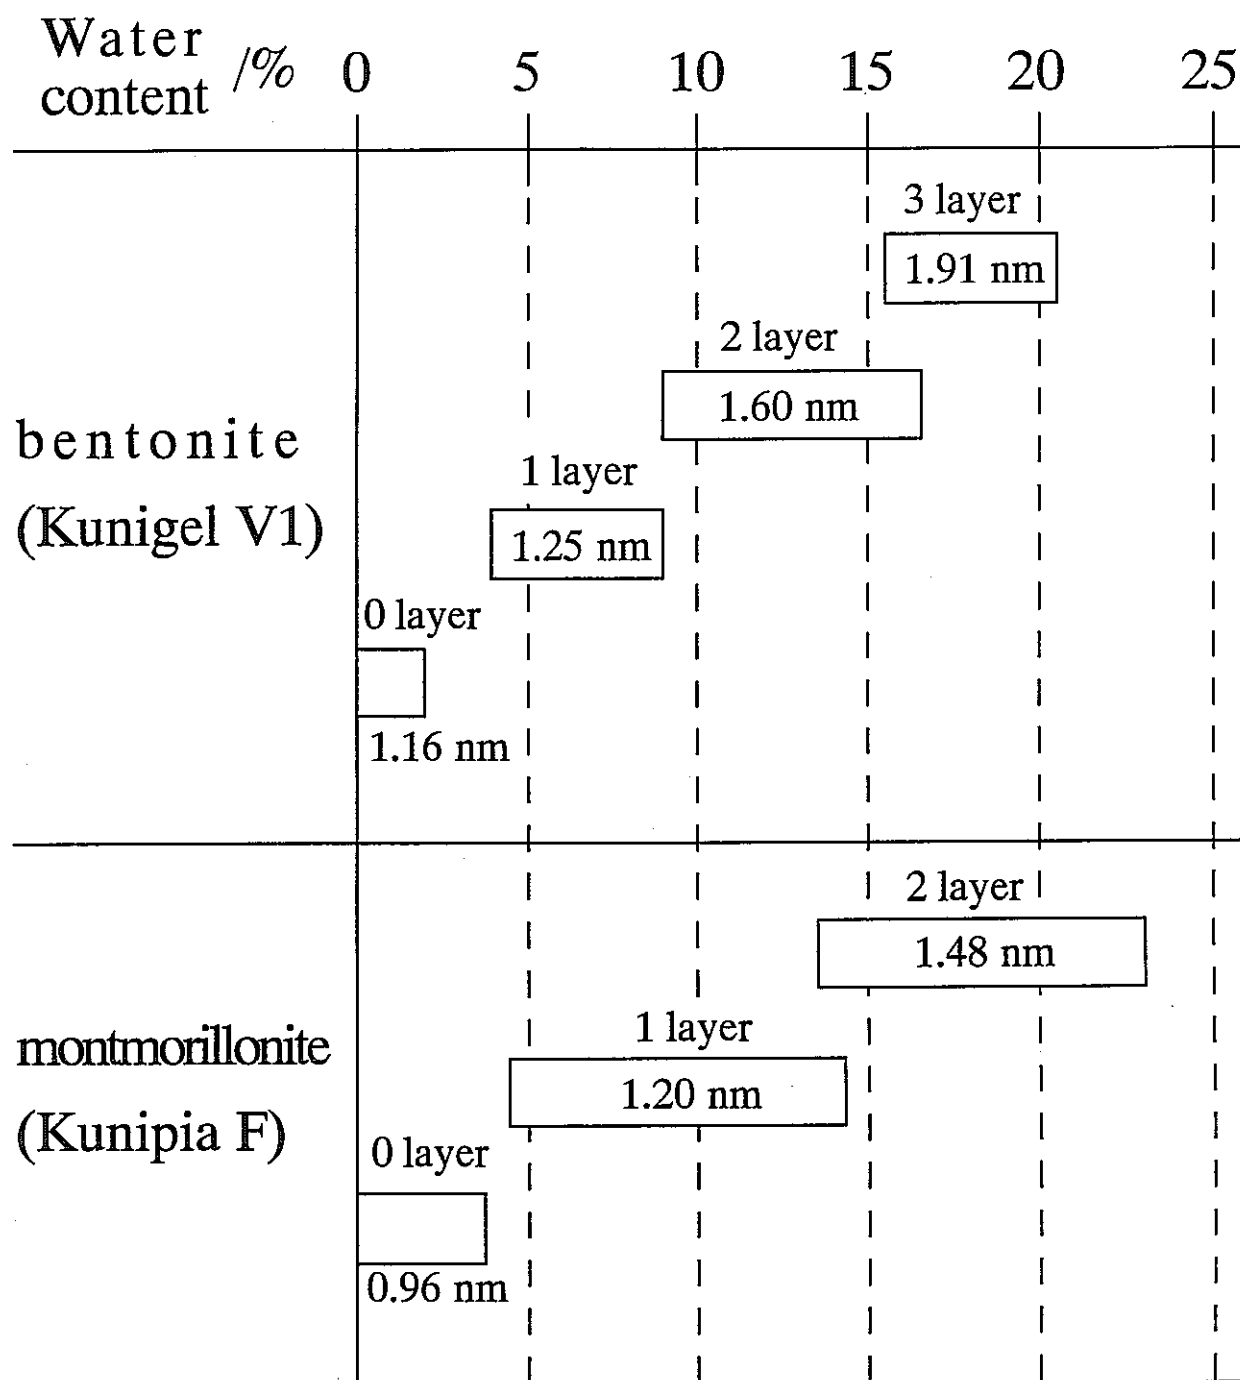 Water
content /% 0 5 10 15 20 25
3 layer
1.91 nm
2 layer
1.60 nm
bentonite
(Kunigel V1)
1 layer
1.25 nm
0 layer
1.16 nm
2 layer
1.48 nm
montmorillonite
(Kunipia F)
1 layer
1.20 nm
0 layer
0.96 nm